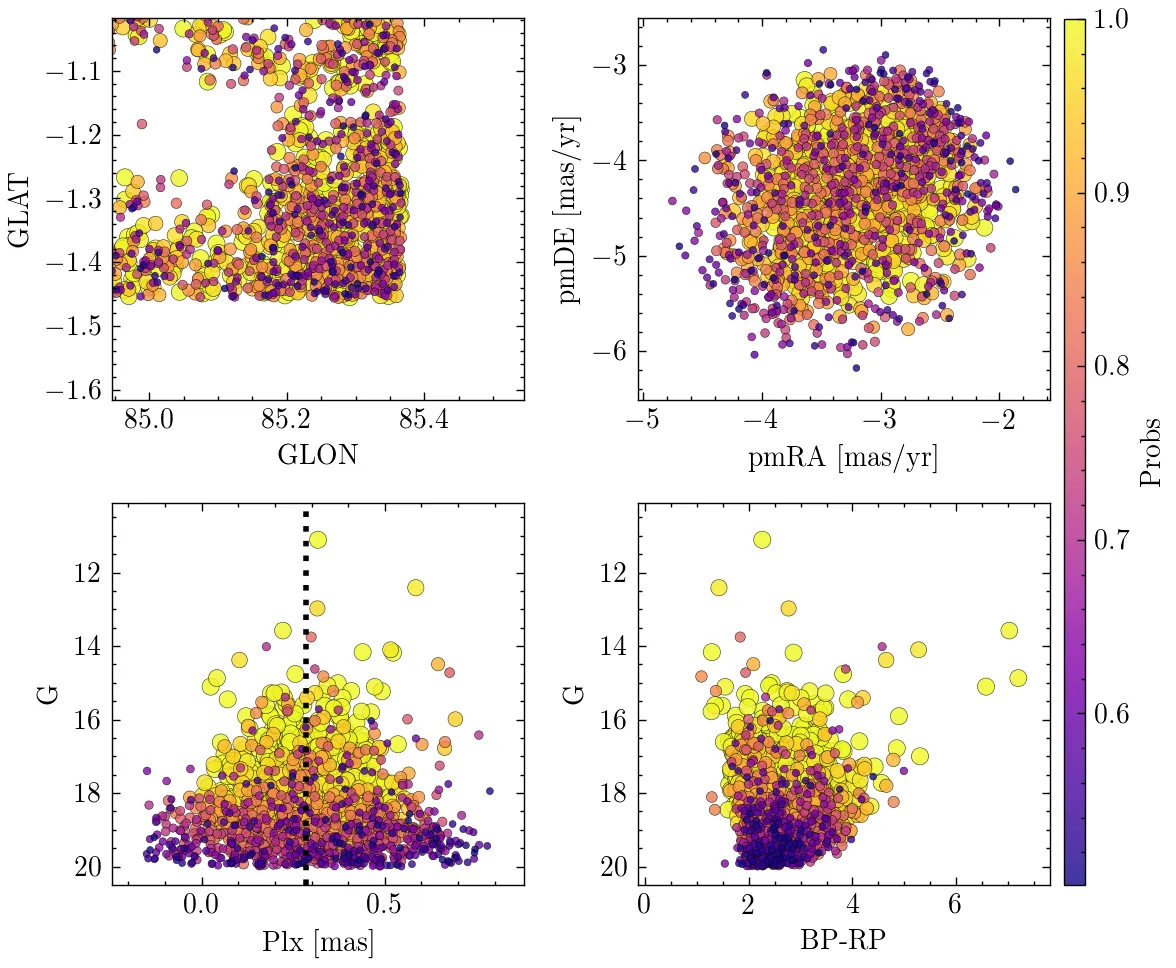 −1.1
−1.2
−1.3
−1.4
−1.5
−1.6
GLAT
85.0 85.2 85.4
GLON
−3
−4
−5
−6
pmDE [mas/yr]
−5 −4 −3 −2
pmRA [mas/yr]
1.0
0.9
0.8
0.7
0.6
Probs
12
14
16
18
20
G
0.0 0.5
Plx [mas]
12
14
16
18
20
G
0 2 4 6
BP-RP